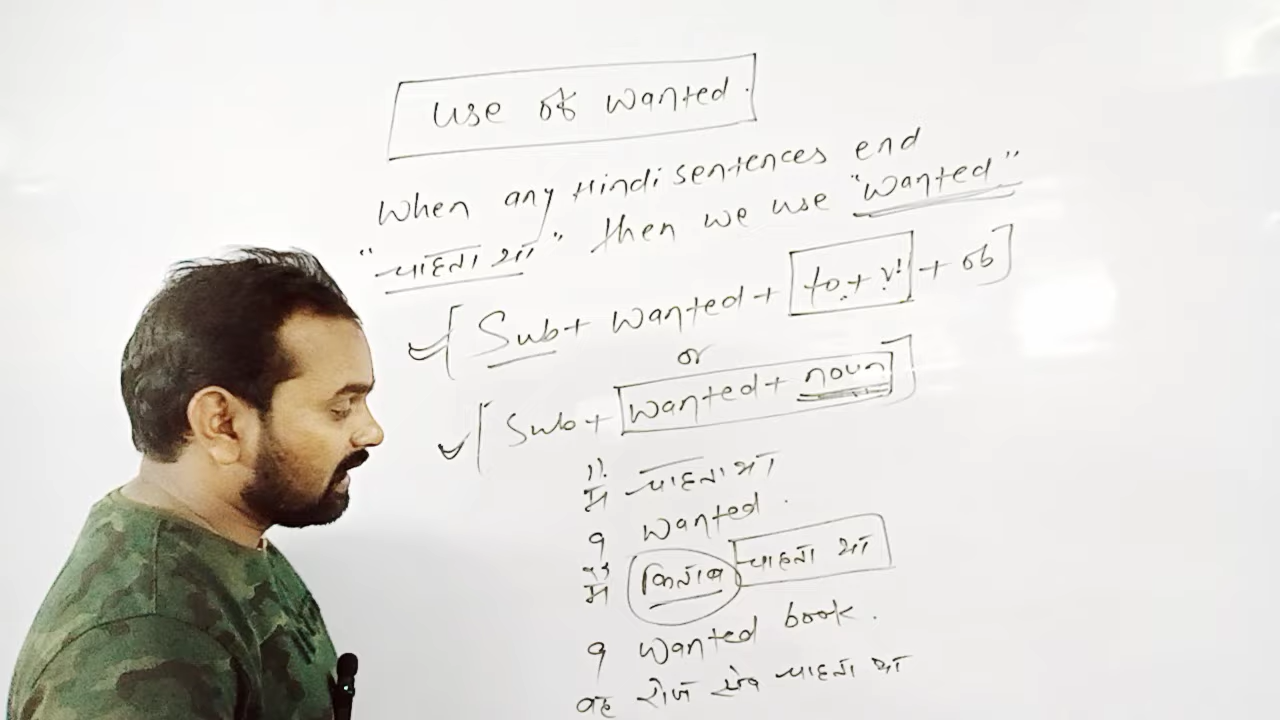 Use of wanted.
When any Hindi sentences end
"चाहता था" then we use "wanted"
Sub + wanted + to + v¹ + ob
or
Sub + wanted + noun
मैं चाहता था
I wanted.
मैं किताब चाहता था
I wanted book.
वह रोज सेब चाहता था